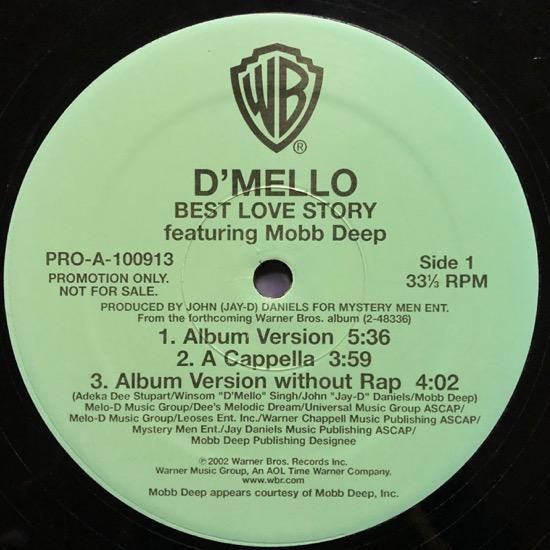 WB
®
D'MELLO
BEST LOVE STORY
featuring Mobb Deep
PRO-A-100913
PROMOTION ONLY.
NOT FOR SALE.
Side 1
33⅓ RPM
PRODUCED BY JOHN (JAY-D) DANIELS FOR MYSTERY MEN ENT.
From the forthcoming Warner Bros. album (2-48336)
1. Album Version 5:36
2. A Cappella 3:59
3. Album Version without Rap 4:02
(Adeka Dee Stupart/Winsom "D'Mello" Singh/John "Jay-D" Daniels/Mobb Deep)
Melo-D Music Group/Dee's Melodic Dream/Universal Music Group ASCAP/
Melo-D Music Group/Leoses Ent. Inc./Warner Chappell Music Publishing ASCAP/
Mystery Men Ent./Jay Daniels Music Publishing ASCAP/
Mobb Deep Publishing Designee
℗2002 Warner Bros. Records Inc.
Warner Music Group, An AOL Time Warner Company.
www.wbr.com
Mobb Deep appears courtesy of Mobb Deep, Inc.